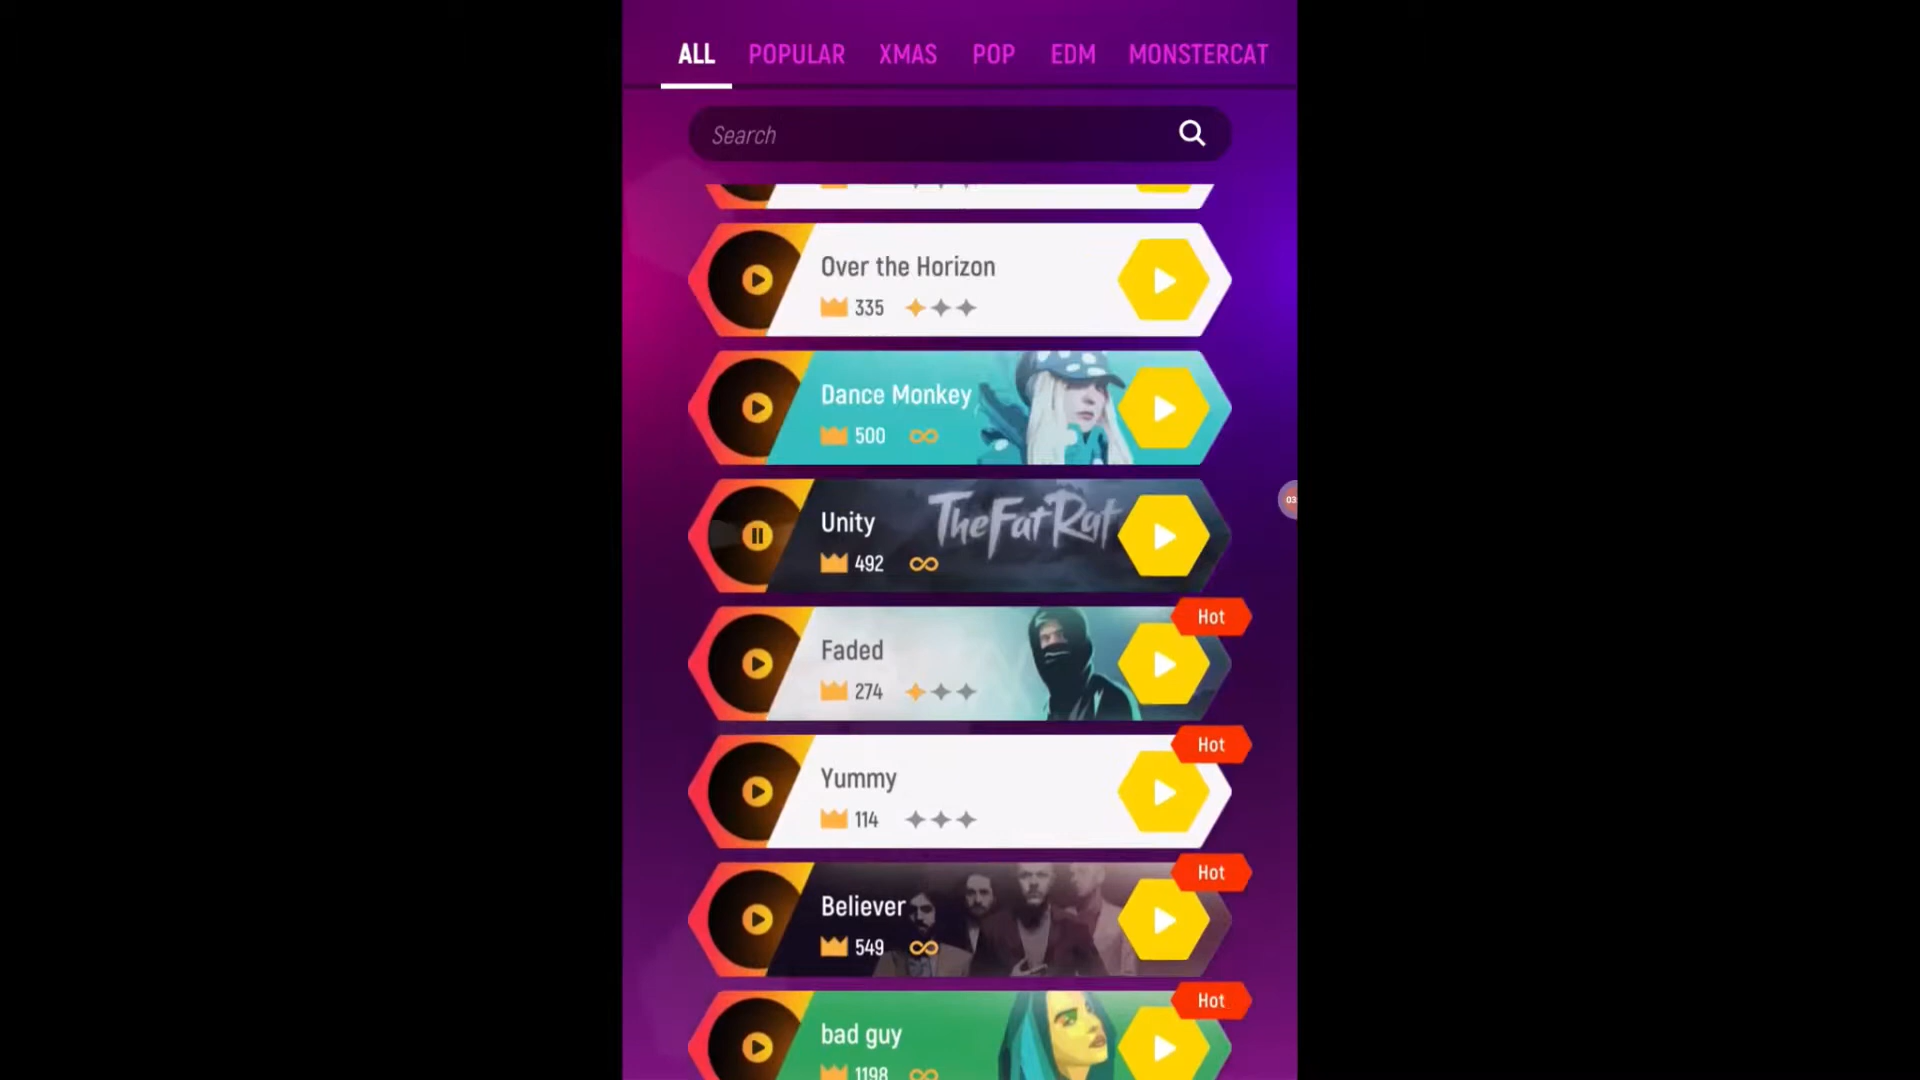 ALL POPULAR XMAS POP EDM MONSTERCAT
Search
Over the Horizon
335
Dance Monkey
500
Unity
TheFatRat
492
03
Hot
Faded
274
Hot
Yummy
114
Hot
Believer
549
Hot
bad guy
1198